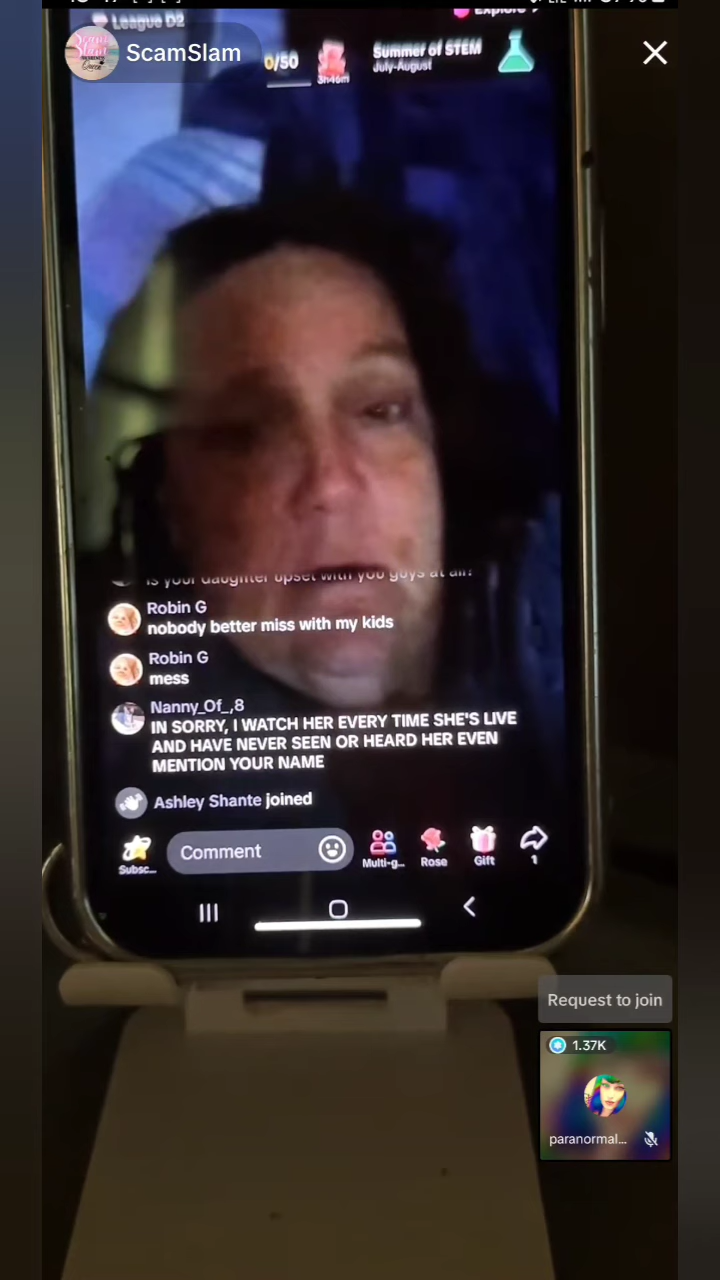 League D2
Explore
ScamSlam
0/50
3h46m
Summer of STEM
July-August
is your daughter upset with you guys at all?
Robin G
nobody better miss with my kids
Robin G
mess
Nanny_Of_,8
IN SORRY, I WATCH HER EVERY TIME SHE'S LIVE
AND HAVE NEVER SEEN OR HEARD HER EVEN
MENTION YOUR NAME
Ashley Shante joined
Subsc...
Comment
Multi-g...
Rose
Gift
1
Request to join
1.37K
paranormal...